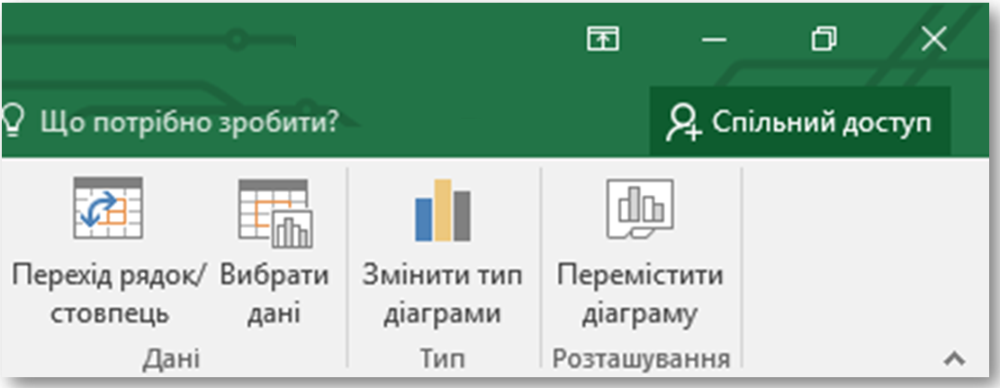 Що потрібно зробити?
Спільний доступ
Перехід рядок/
стовпець
Вибрати
дані
Змінити тип
діаграми
Перемістити
діаграму
Дані
Тип
Розташування